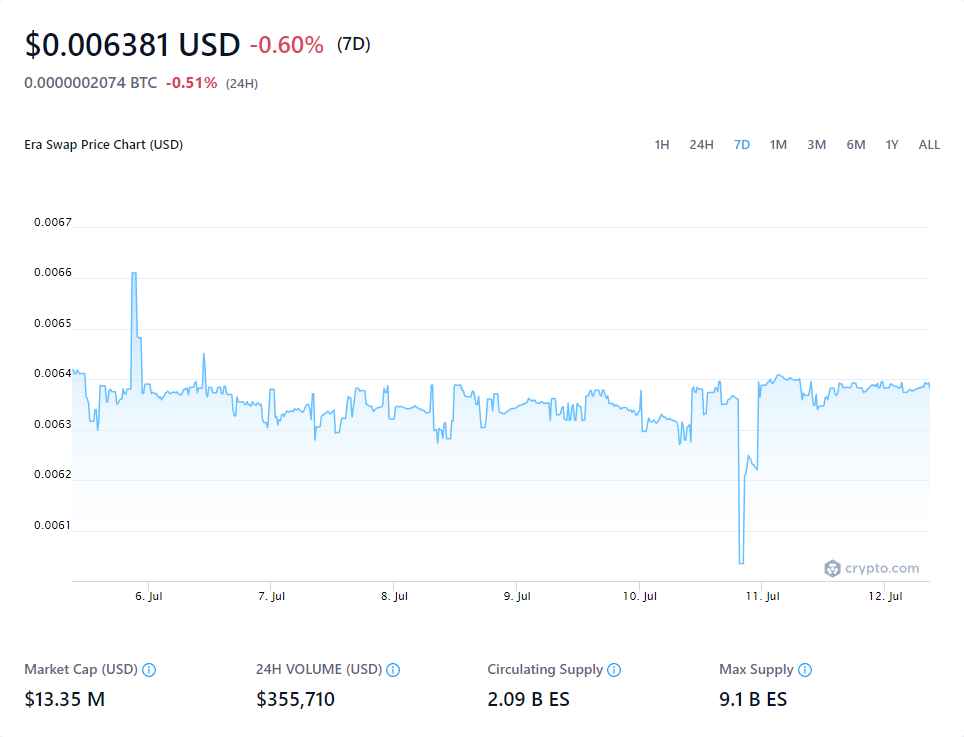 $0.006381 USD -0.60% (7D)
0.0000002074 BTC -0.51% (24H)
Era Swap Price Chart (USD) 1H 24H 7D 1M 3M 6M 1Y ALL
0.0067
0.0066
0.0065
0.0064
0.0063
0.0062
0.0061
crypto.com
6. Jul 7. Jul 8. Jul 9. Jul 10. Jul 11. Jul 12. Jul
Market Cap (USD) 24H VOLUME (USD) Circulating Supply Max Supply
$13.35 M $355,710 2.09 B ES 9.1 B ES